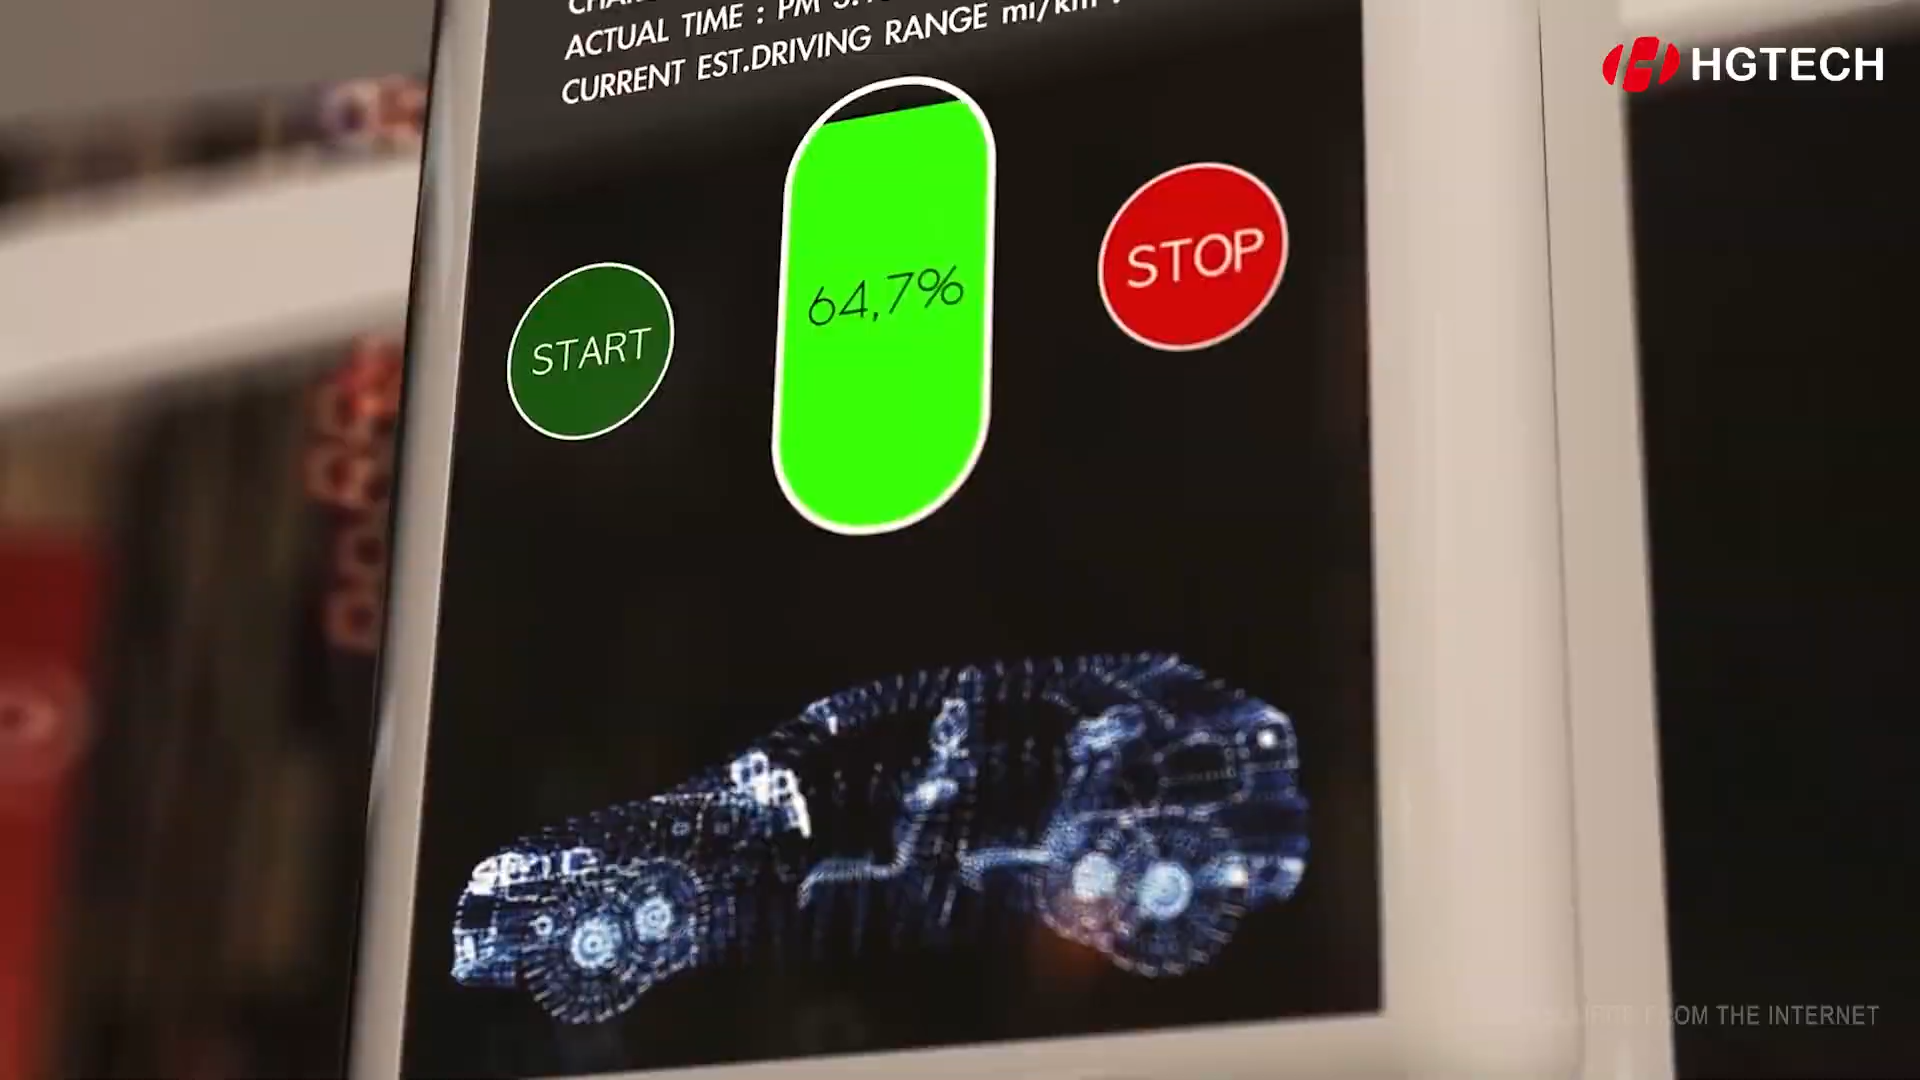 ACTUAL TIME : PM
CURRENT EST.DRIVING RANGE mi/km
HGTECH
START
64,7%
STOP
FROM THE INTERNET